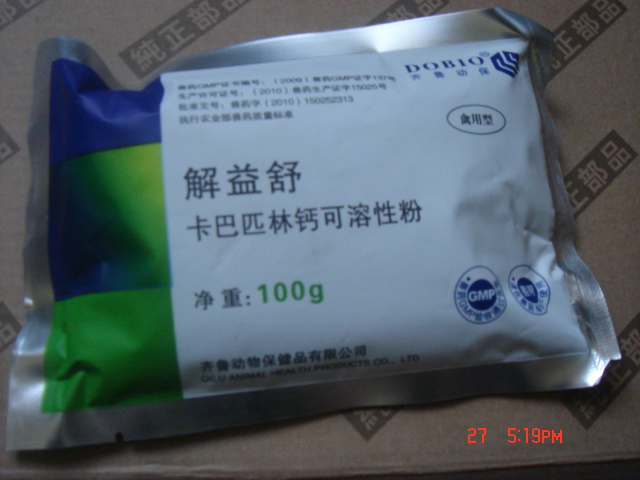 純正部品
DOBIO®
齐鲁动保
兽药GMP证书编号：（2009）兽药GMP证字137号
生产许可证号：（2010）兽药生产证字15025号
批准文号：兽药字（2010）150252313
执行农业部兽药质量标准
禽用型
解益舒
卡巴匹林钙可溶性粉
净重：100g
GMP
齐鲁动物保健品有限公司
QILU ANIMAL HEALTH PRODUCTS CO., LTD
純正部品
純正部品
27 5:19PM